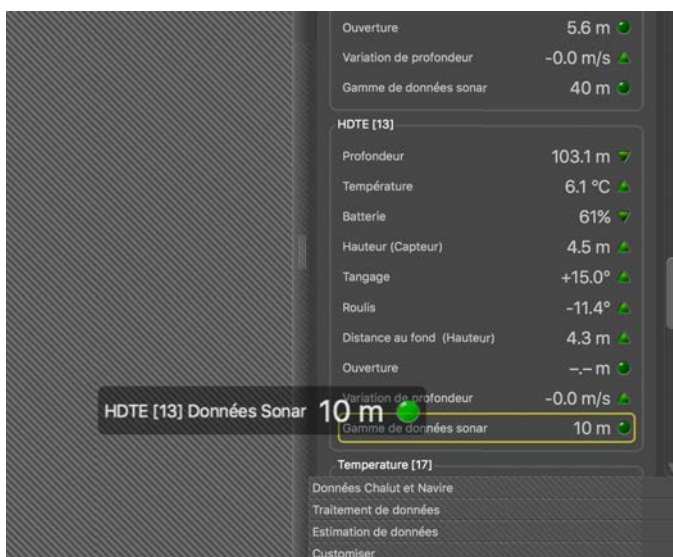 Ouverture 5.6 m
Variation de profondeur -0.0 m/s
Gamme de données sonar 40 m
HDTE [13]
Profondeur 103.1 m
Température 6.1 °C
Batterie 61%
Hauteur (Capteur) 4.5 m
Tangage +15.0°
Roulis -11.4°
Distance au fond (Hauteur) 4.3 m
Ouverture -.- m
Variation de profondeur -0.0 m/s
HDTE [13] Données Sonar 10 m
Gamme de données sonar 10 m
Temperature [17]
Données Chalut et Navire
Traitement de données
Estimation de données
Customiser